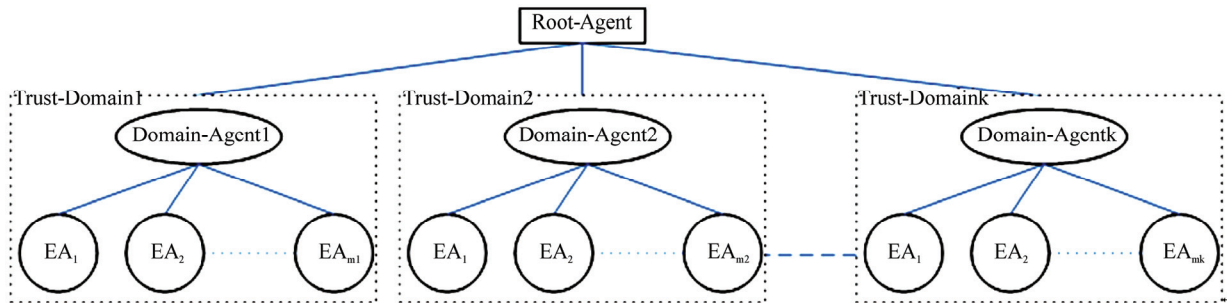 Root-Agent
Trust-Domain1
Trust-Domain2
Trust-Domaink
Domain-Agent1
Domain-Agent2
Domain-Agentk
EA1
EA2
EAm1
EA1
EA2
EAm2
EA1
EA2
EAmk